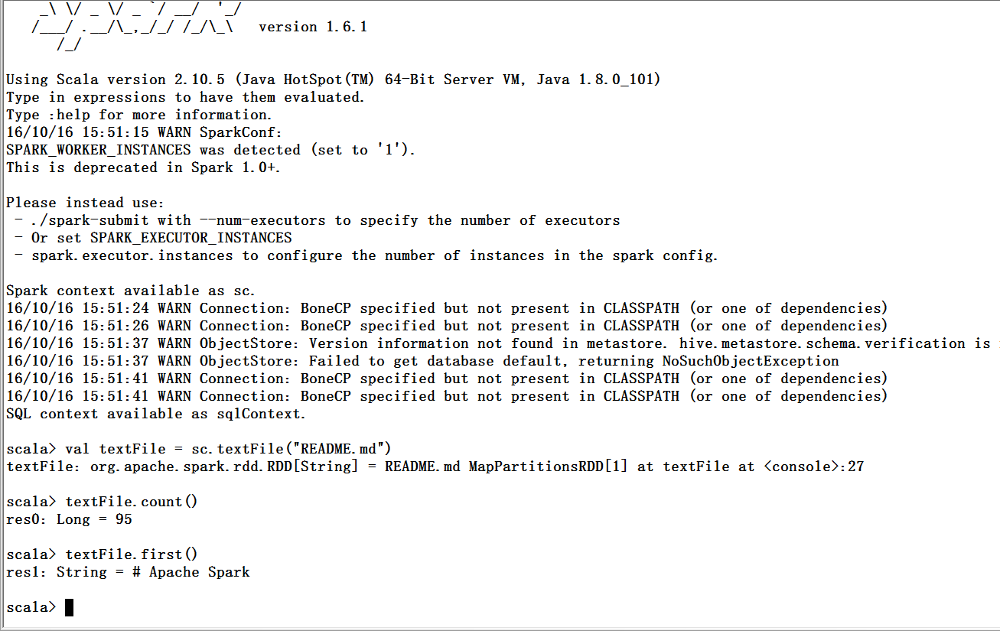 _\ \/ _ \/ _ `/ __/  '_/
/___/ .__/\_,_/_/ /_/\_\   version 1.6.1
   /_/
Using Scala version 2.10.5 (Java HotSpot(TM) 64-Bit Server VM, Java 1.8.0_101)
Type in expressions to have them evaluated.
Type :help for more information.
16/10/16 15:51:15 WARN SparkConf:
SPARK_WORKER_INSTANCES was detected (set to '1').
This is deprecated in Spark 1.0+.
Please instead use:
 - ./spark-submit with --num-executors to specify the number of executors
 - Or set SPARK_EXECUTOR_INSTANCES
 - spark.executor.instances to configure the number of instances in the spark config.
Spark context available as sc.
16/10/16 15:51:24 WARN Connection: BoneCP specified but not present in CLASSPATH (or one of dependencies)
16/10/16 15:51:26 WARN Connection: BoneCP specified but not present in CLASSPATH (or one of dependencies)
16/10/16 15:51:37 WARN ObjectStore: Version information not found in metastore. hive.metastore.schema.verification is
16/10/16 15:51:37 WARN ObjectStore: Failed to get database default, returning NoSuchObjectException
16/10/16 15:51:41 WARN Connection: BoneCP specified but not present in CLASSPATH (or one of dependencies)
16/10/16 15:51:41 WARN Connection: BoneCP specified but not present in CLASSPATH (or one of dependencies)
SQL context available as sqlContext.
scala> val textFile = sc.textFile("README.md")
textFile: org.apache.spark.rdd.RDD[String] = README.md MapPartitionsRDD[1] at textFile at <console>:27
scala> textFile.count()
res0: Long = 95
scala> textFile.first()
res1: String = # Apache Spark
scala>